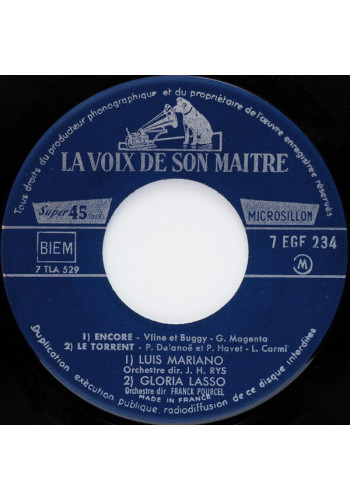 Tous droits du producteur phonographique et du propriétaire de l'œuvre enregistrée réservés
LA VOIX DE SON MAITRE
Super 45 tours
MICROSILLON
BIEM
7 EGF 234
7 TLA 529
M
1) ENCORE - Vline et Buggy - G. Magenta
2) LE TORRENT - P. Delanoë et P. Havet - L. Carmi
1) LUIS MARIANO
Orchestre dir. J. H. RYS
2) GLORIA LASSO
Orchestre dir FRANCK POURCEL
MADE IN FRANCE
Duplication exécution publique, radiodiffusion de ce disque interdites